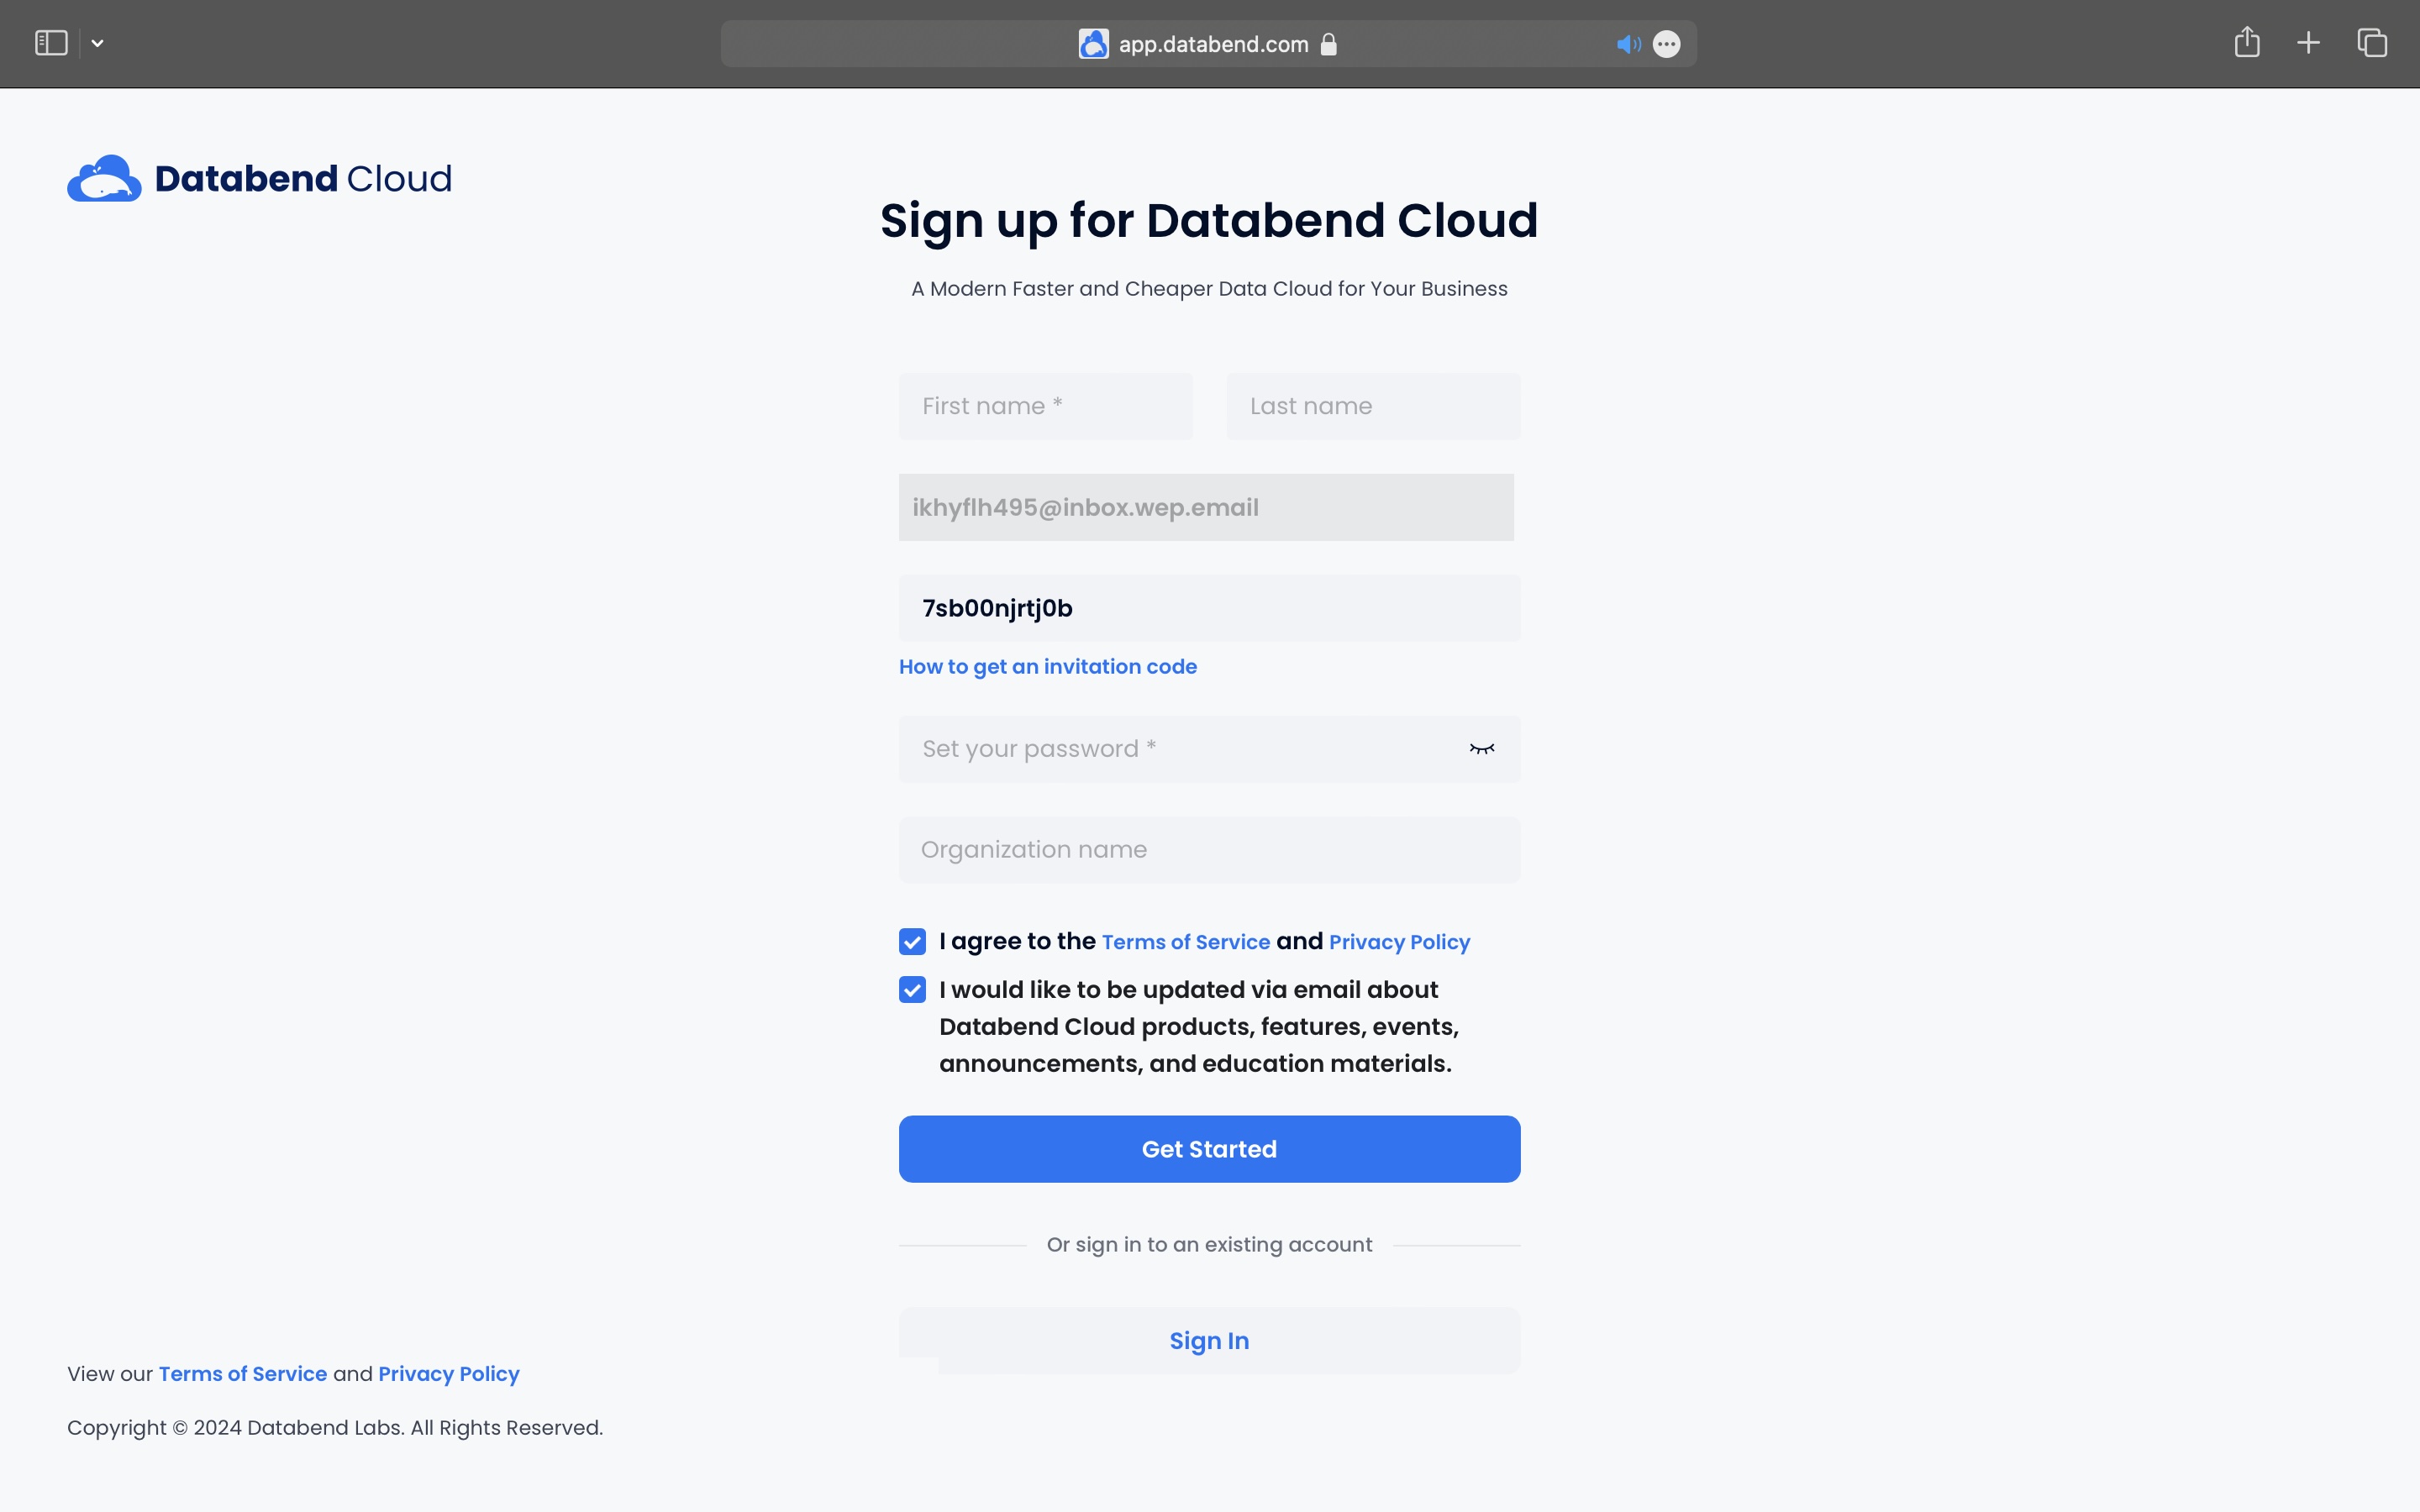 app.databend.com
Databend Cloud
Sign up for Databend Cloud
A Modern Faster and Cheaper Data Cloud for Your Business
First name *
Last name
ikhyflh495@inbox.wep.email
7sb00njrtj0b
How to get an invitation code
Set your password *
Organization name
I agree to the Terms of Service and Privacy Policy
I would like to be updated via email about
Databend Cloud products, features, events,
announcements, and education materials.
Get Started
Or sign in to an existing account
Sign In
View our Terms of Service and Privacy Policy
Copyright © 2024 Databend Labs. All Rights Reserved.